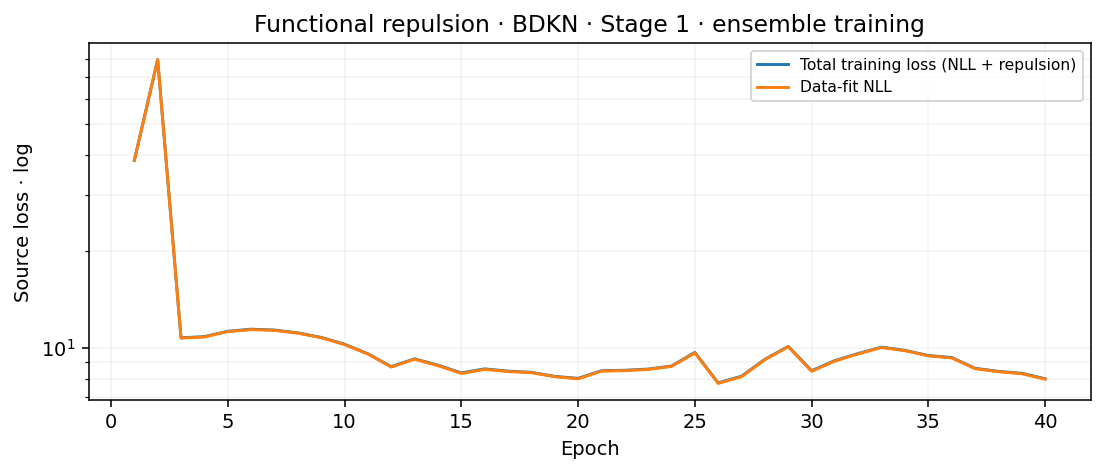 Functional repulsion · BDKN · Stage 1 · ensemble training
Total training loss (NLL + repulsion)
Data-fit NLL
Source loss · log
10¹
0 5 10 15 20 25 30 35 40
Epoch